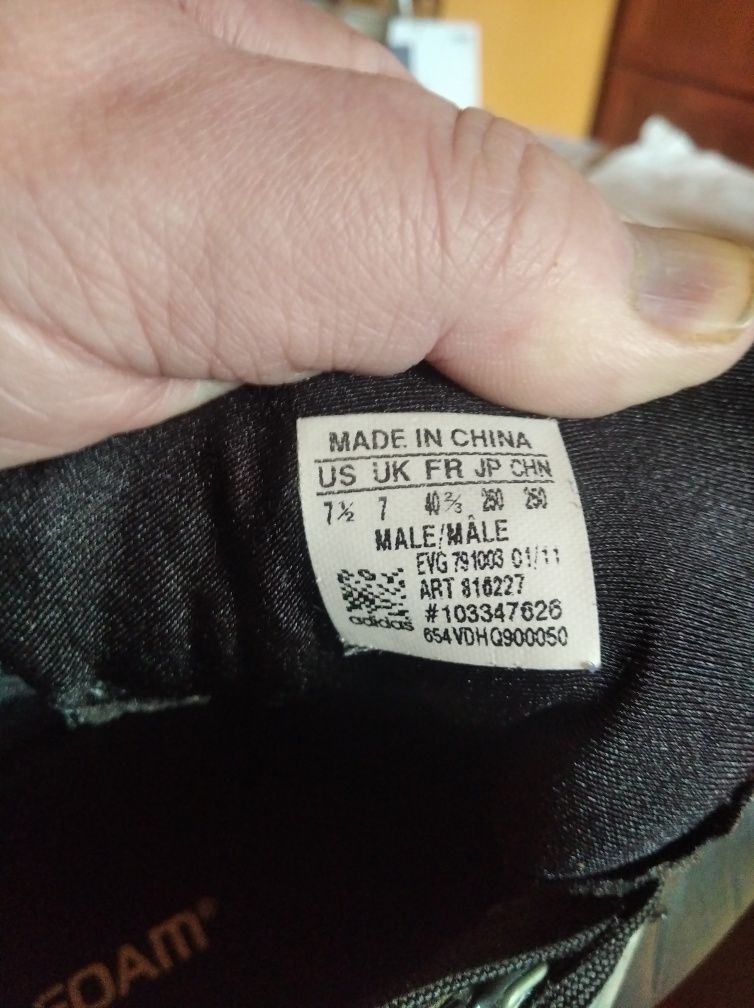 MADE IN CHINA
US UK FR JP CHN
7½ 7 40⅔ 250 250
MALE/MÂLE
EVG 791003 01/11
ART 816227
#103347626
adidas
654VDHQ900050
FOAM